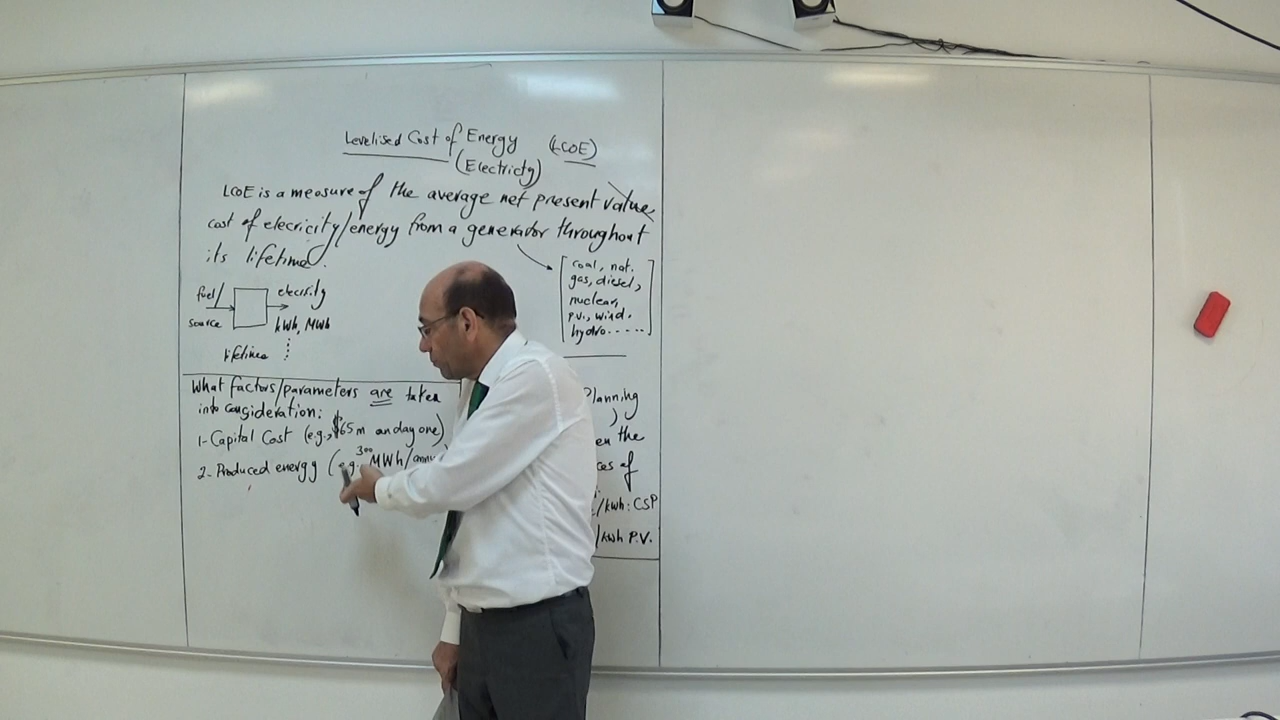 Levelised Cost of Energy (LCOE)
(Electricity)
LCOE is a measure of the average net present value
cost of elecricity/energy from a generator throughout
its lifetime.
coal, nat.
gas, diesel,
nuclear,
P.V., wind,
hydro.....
fuel/
source
elecricity
kWh, MWh
lifetime
What factors/parameters are taken
into consideration:
1- Capital Cost (e.g., $65m on day one)
2- Produced energy (e.g. 300 MWh/
Planning
)
en the
ces of
/kWh: CSP
/kWh P.V.